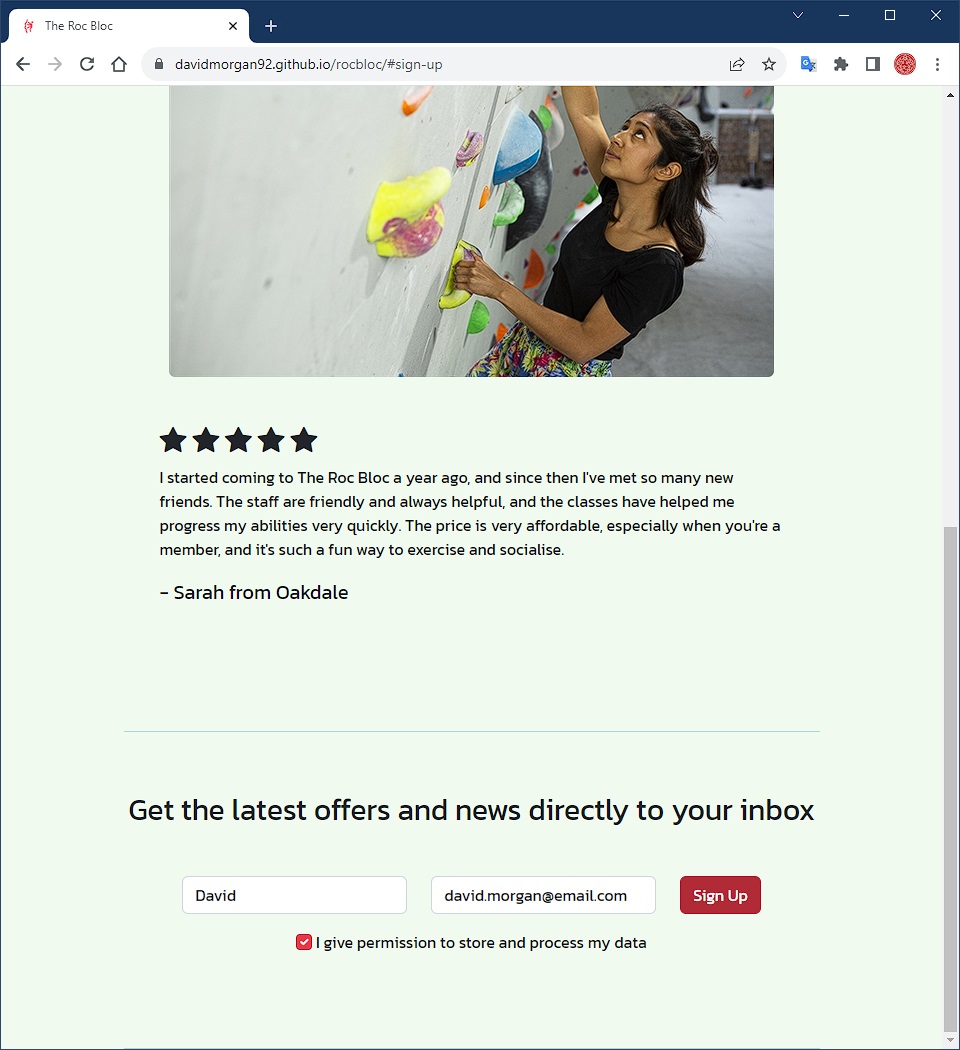 The Roc Bloc
davidmorgan92.github.io/rocbloc/#sign-up
I started coming to The Roc Bloc a year ago, and since then I've met so many new
friends. The staff are friendly and always helpful, and the classes have helped me
progress my abilities very quickly. The price is very affordable, especially when you're a
member, and it's such a fun way to exercise and socialise.
- Sarah from Oakdale
Get the latest offers and news directly to your inbox
David
david.morgan@email.com
Sign Up
I give permission to store and process my data